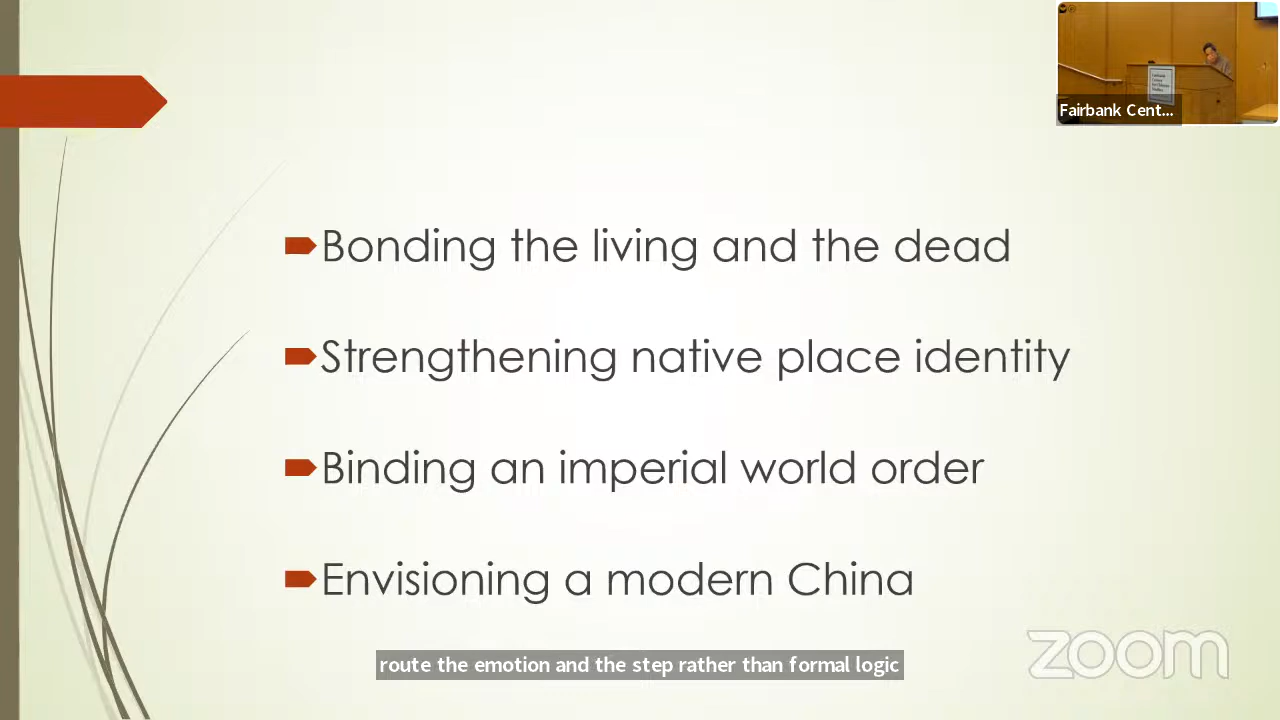 Fairbank Cent...
Bonding the living and the dead
Strengthening native place identity
Binding an imperial world order
Envisioning a modern China
route the emotion and the step rather than formal logic
zoom